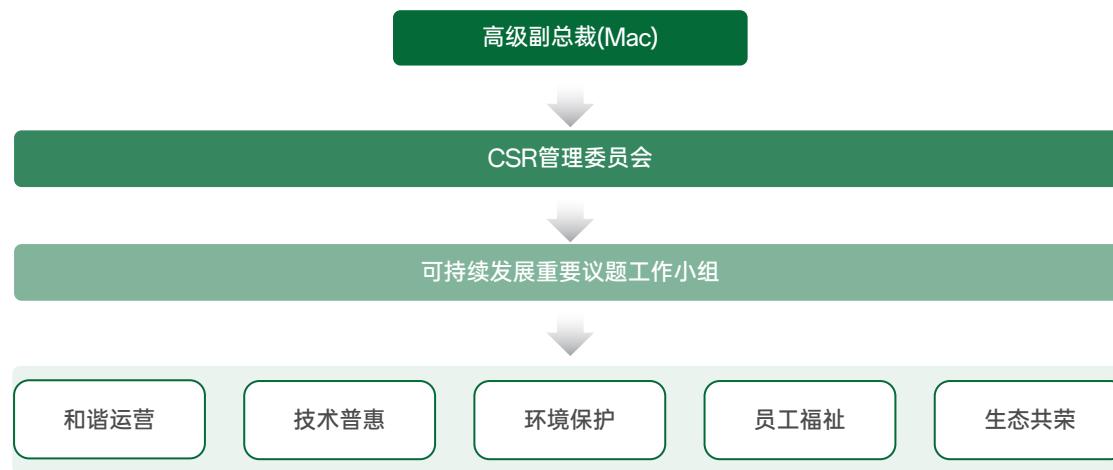 高级副总裁(Mac)
CSR管理委员会
可持续发展重要议题工作小组
和谐运营
技术普惠
环境保护
员工福祉
生态共荣